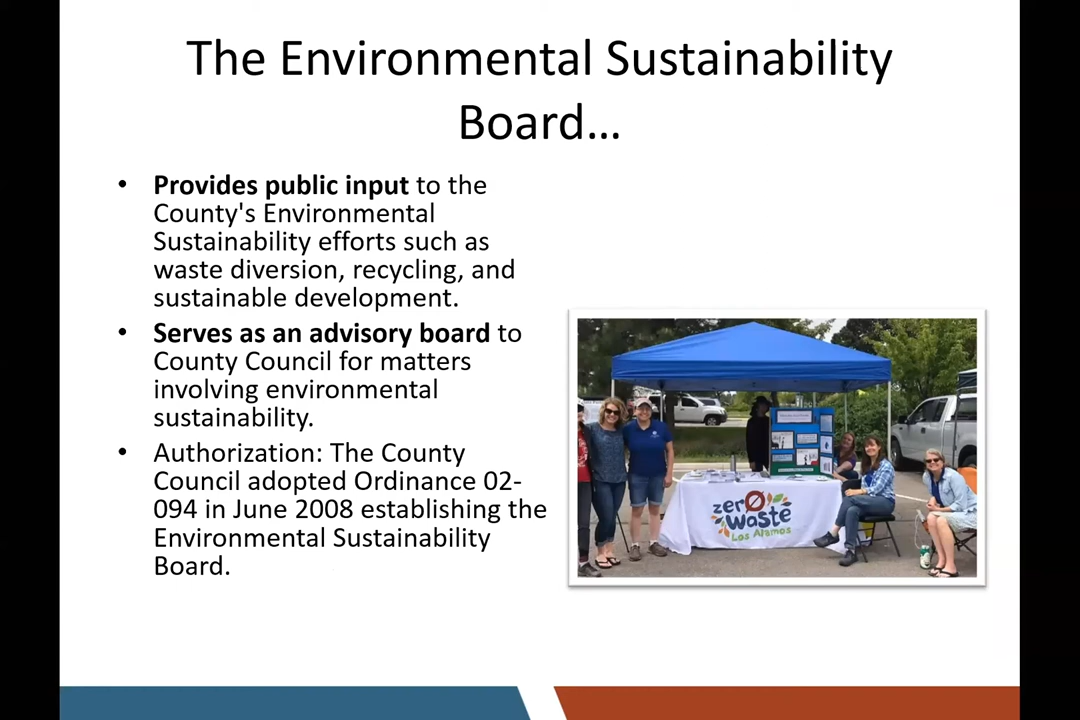 The Environmental Sustainability
Board...
• Provides public input to the
County's Environmental
Sustainability efforts such as
waste diversion, recycling, and
sustainable development.
• Serves as an advisory board to
County Council for matters
involving environmental
sustainability.
• Authorization: The County
Council adopted Ordinance 02-
094 in June 2008 establishing the
Environmental Sustainability
Board.
zerO
waste
Los Alamos